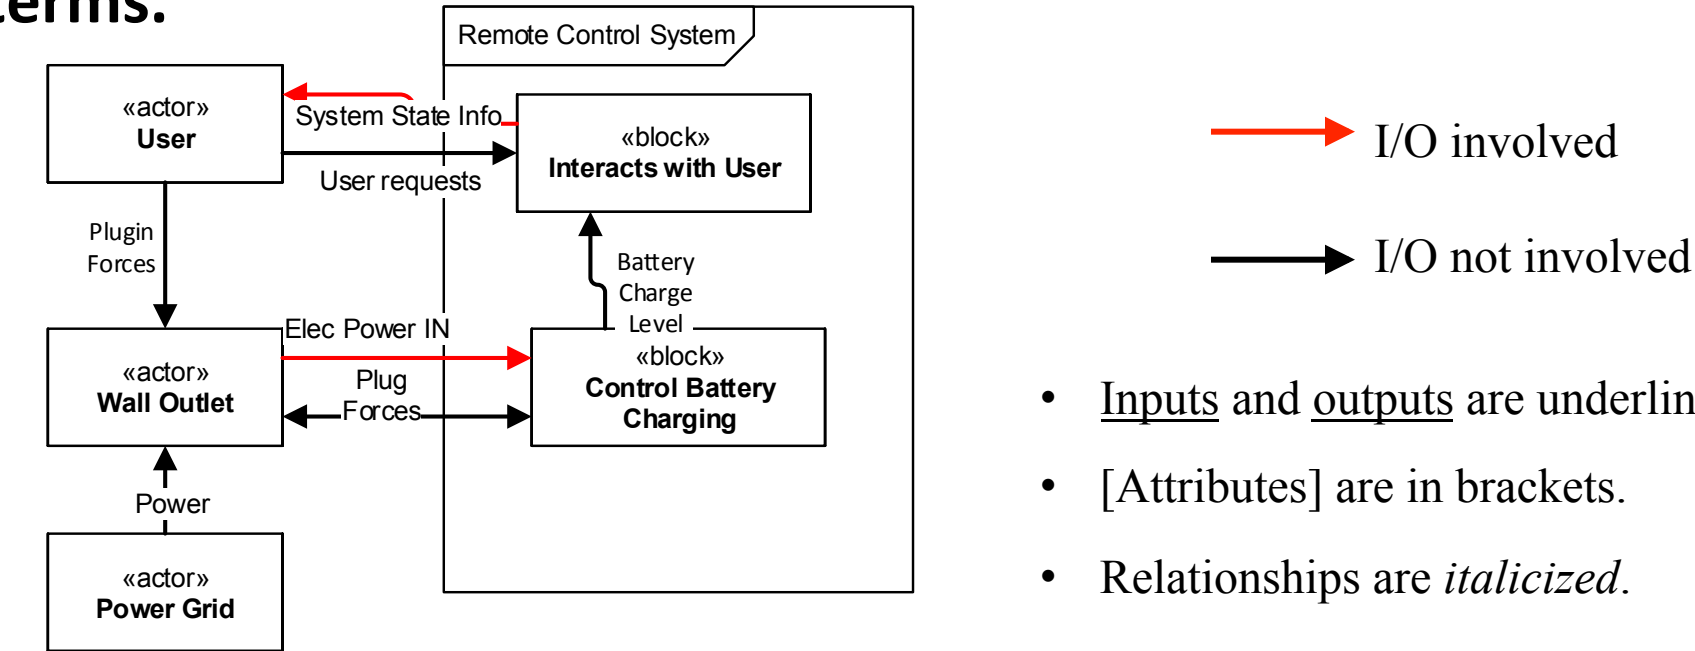 terms.
Remote Control System
«actor»
User
System State Info
User requests
«block»
Interacts with User
Plugin
Forces
Battery
Charge
Level
Elec Power IN
«actor»
Wall Outlet
Plug
Forces
«block»
Control Battery
Charging
Power
«actor»
Power Grid
I/O involved
I/O not involved
• Inputs and outputs are underlin
• [Attributes] are in brackets.
• Relationships are italicized.